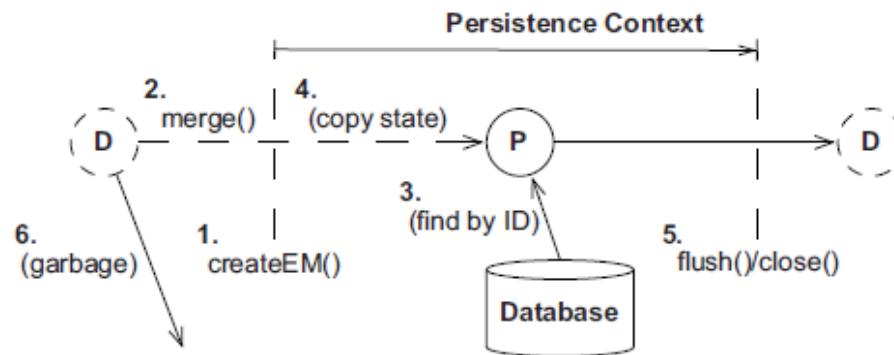 Persistence Context
2.
merge()
4.
(copy state)
D
P
D
3.
(find by ID)
6.
(garbage)
1.
createEM()
5.
flush()/close()
Database